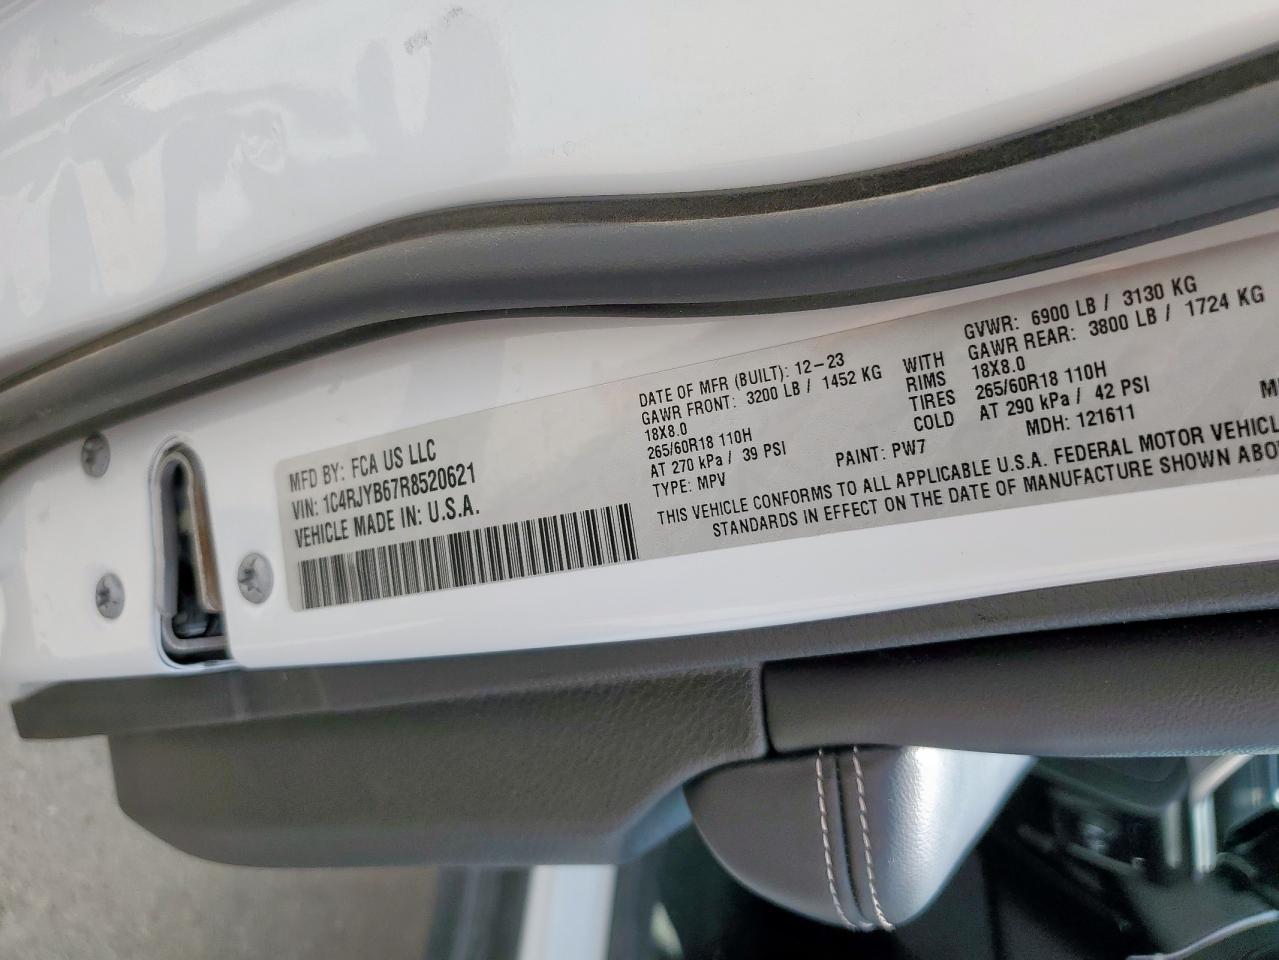 MFD BY: FCA US LLC
VIN: 1C4RJYB67R8520621
VEHICLE MADE IN: U.S.A.
DATE OF MFR (BUILT): 12-23
GAWR FRONT: 3200 LB / 1452 KG
18X8.0
265/60R18 110H
AT 270 kPa / 39 PSI
TYPE: MPV
WITH
RIMS
TIRES
COLD
GVWR: 6900 LB / 3130 KG
GAWR REAR: 3800 LB / 1724 KG
18X8.0
265/60R18 110H
AT 290 kPa / 42 PSI
PAINT: PW7
MDH: 121611
THIS VEHICLE CONFORMS TO ALL APPLICABLE U.S.A. FEDERAL MOTOR VEHICL
STANDARDS IN EFFECT ON THE DATE OF MANUFACTURE SHOWN ABO